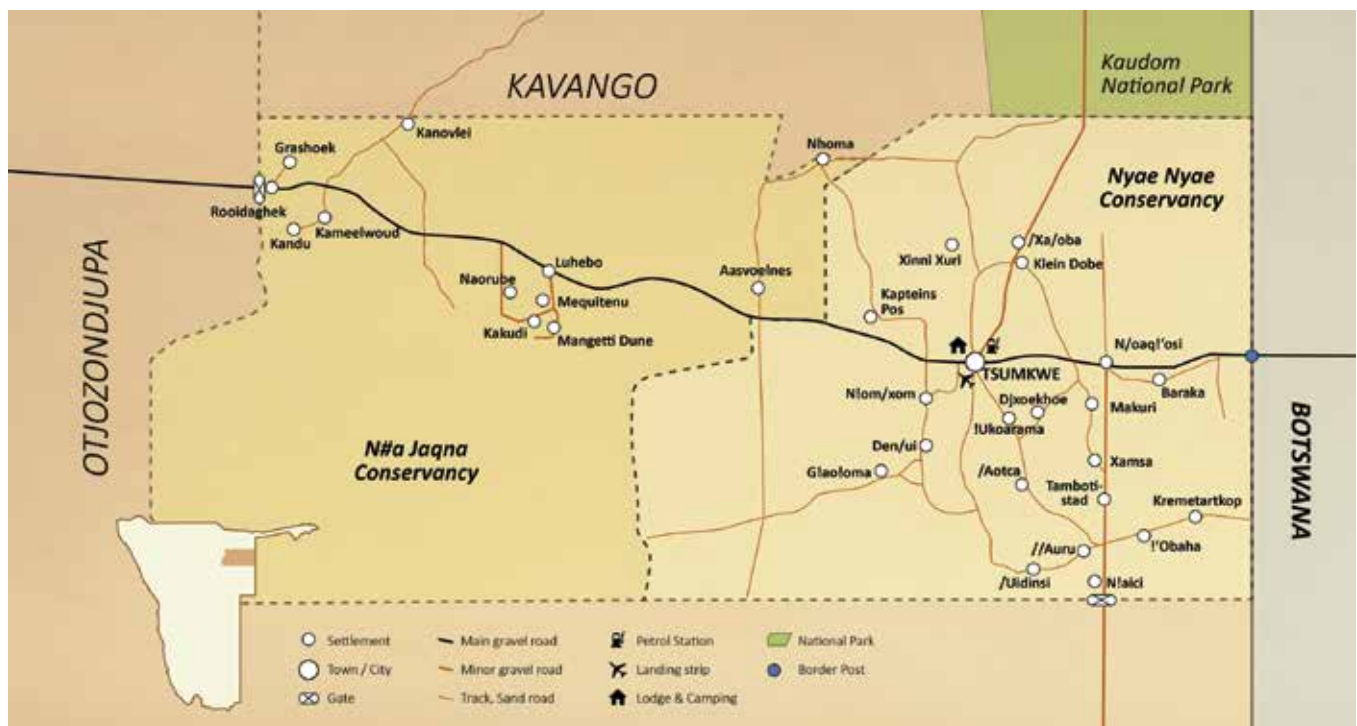 KAVANGO
Kaudom
National Park
Kanovlei
Grashoek
Nhoma
Nyae Nyae
Conservancy
Rooidaghek
Kandu
Kameelwoud
/Xa/oba
Xinni Xuri
Klein Dobe
Luhebo
Aasvoelnes
Naorube
Mequitenu
Kapteins
Pos
Kakudi
Mangetti Dune
N/oaq!'osi
TSUMKWE
Baraka
OTJOZONDJUPA
N!om/xom
Djxoekhoe
Makuri
!Ukoarama
BOTSWANA
N#a Jaqna
Conservancy
Den/ui
G!ao!oma
/Aotca
Xamsa
Tamboti-
stad
Kremetartkop
//Auru
!'Obaha
/Uidinsi
N!aici
Settlement
Main gravel road
Petrol Station
National Park
Town / City
Minor gravel road
Landing strip
Border Post
Gate
Track, Sand road
Lodge & Camping